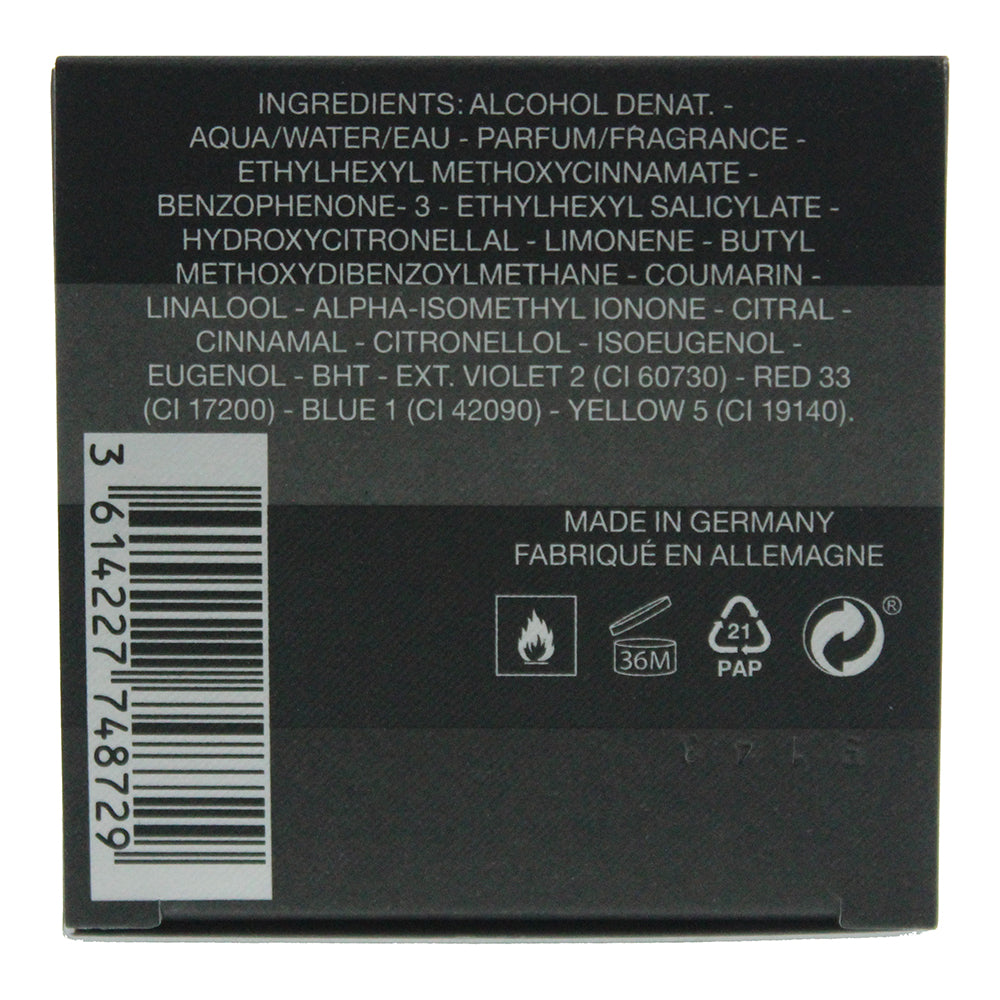 INGREDIENTS: ALCOHOL DENAT. -
AQUA/WATER/EAU - PARFUM/FRAGRANCE -
ETHYLHEXYL METHOXYCINNAMATE -
BENZOPHENONE- 3 - ETHYLHEXYL SALICYLATE -
HYDROXYCITRONELLAL - LIMONENE - BUTYL
METHOXYDIBENZOYLMETHANE - COUMARIN -
LINALOOL - ALPHA-ISOMETHYL IONONE - CITRAL -
CINNAMAL - CITRONELLOL - ISOEUGENOL -
EUGENOL - BHT - EXT. VIOLET 2 (CI 60730) - RED 33
(CI 17200) - BLUE 1 (CI 42090) - YELLOW 5 (CI 19140).
3 614227 748729
MADE IN GERMANY
FABRIQUÉ EN ALLEMAGNE
36M
21
PAP
®